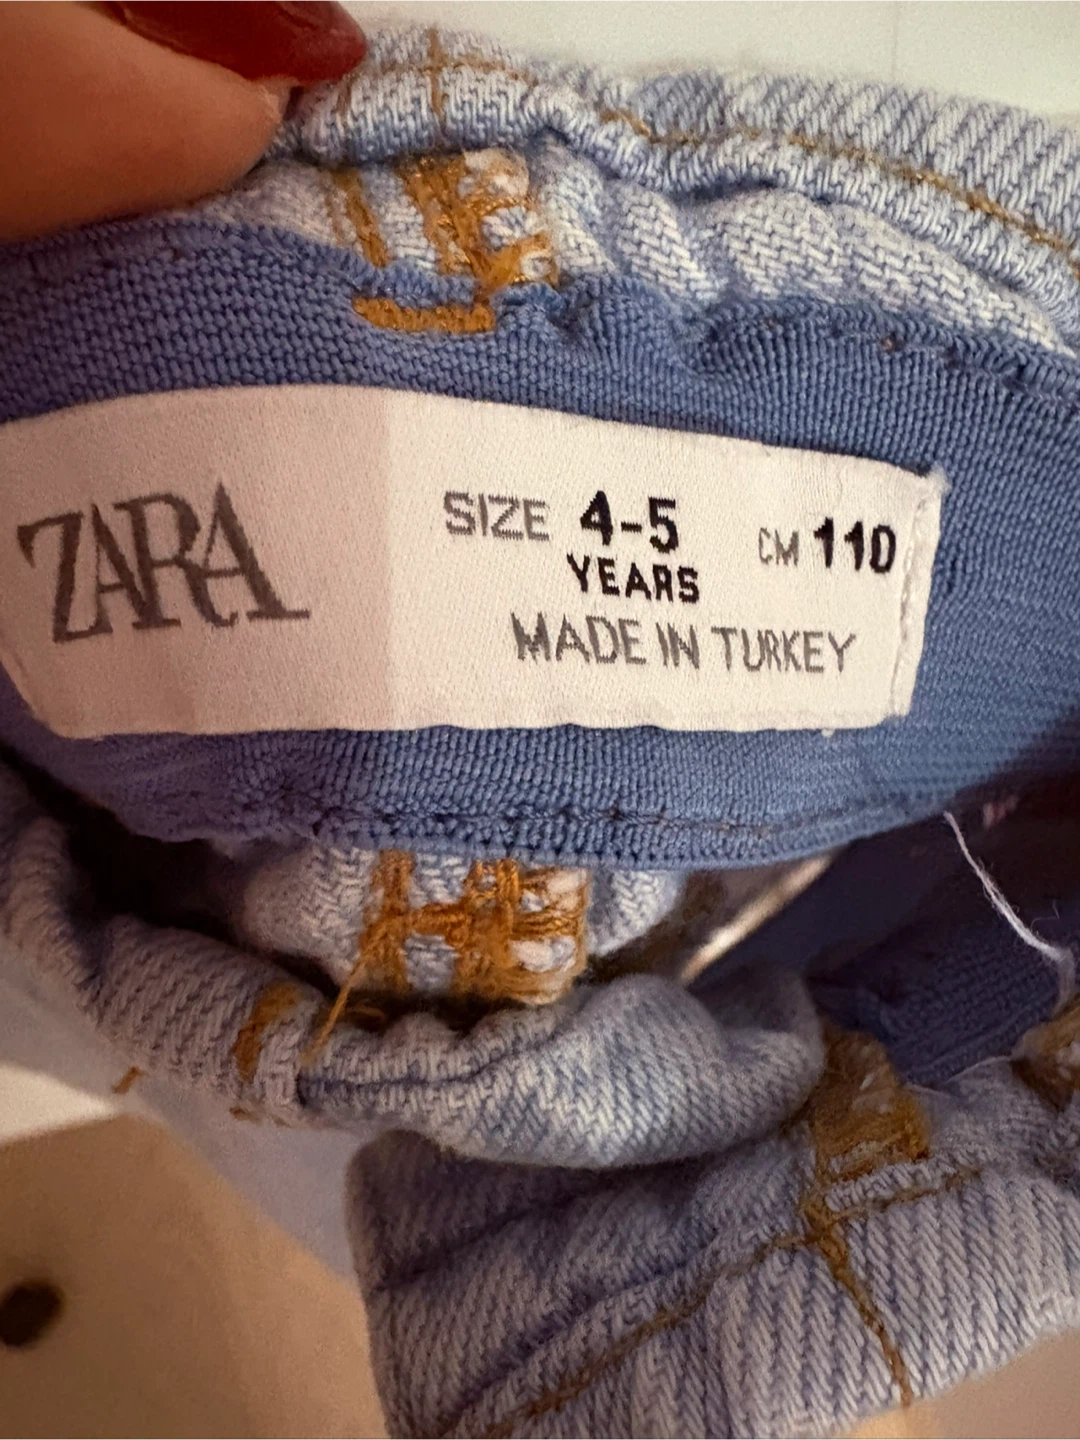 ZARA
SIZE 4-5 CM 110
YEARS
MADE IN TURKEY